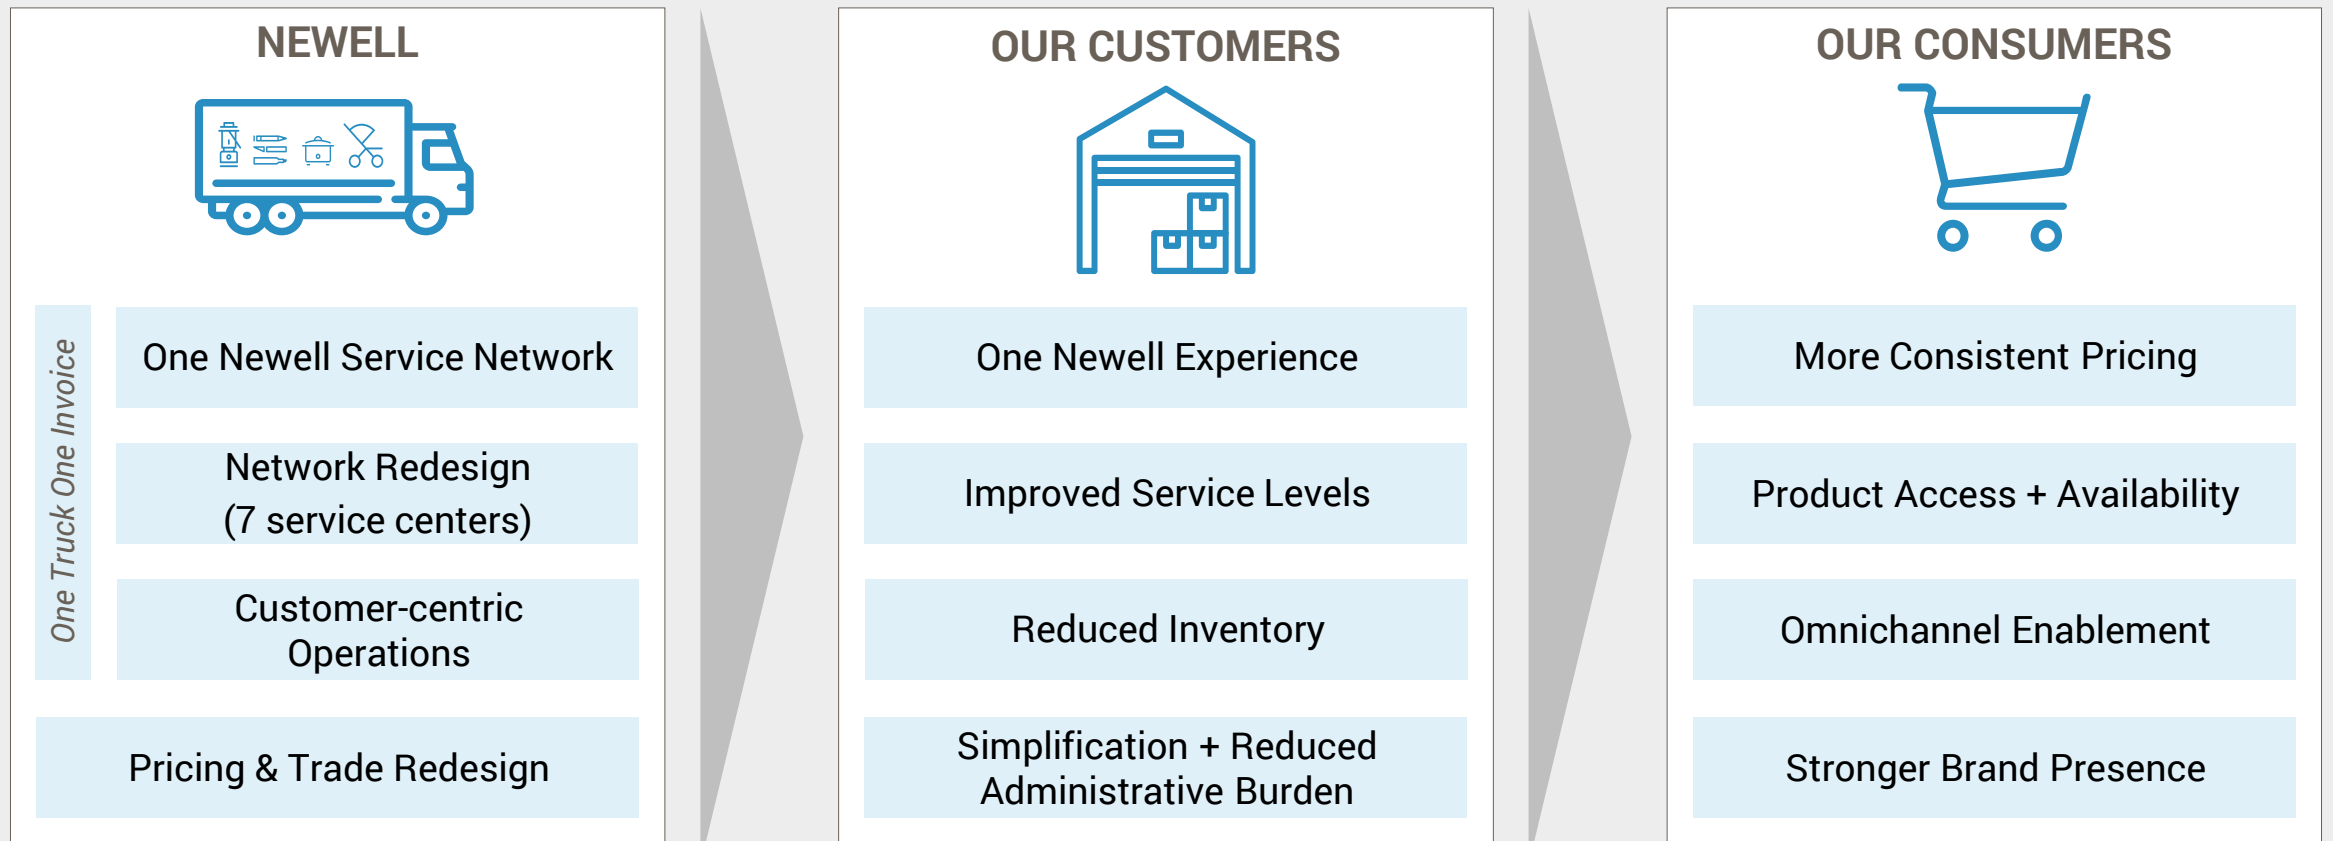 NEWELL
One Truck One Invoice
One Newell Service Network
Network Redesign
(7 service centers)
Customer-centric
Operations
Pricing & Trade Redesign
OUR CUSTOMERS
One Newell Experience
Improved Service Levels
Reduced Inventory
Simplification + Reduced
Administrative Burden
OUR CONSUMERS
More Consistent Pricing
Product Access + Availability
Omnichannel Enablement
Stronger Brand Presence